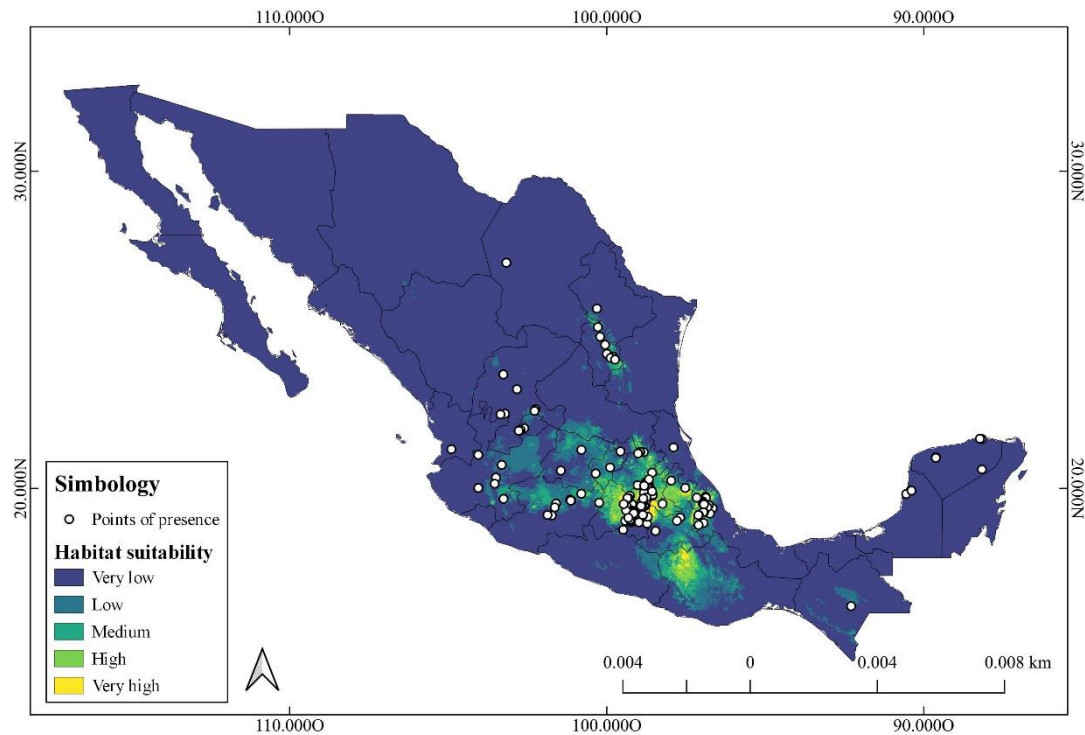 110.000O 100.000O 90.000O
30.000N 30.000N
20.000N 20.000N
Simbology
Points of presence
Habitat suitability
Very low
Low
Medium
High
Very high
0.004 0 0.004 0.008 km
110.000O 100.000O 90.000O